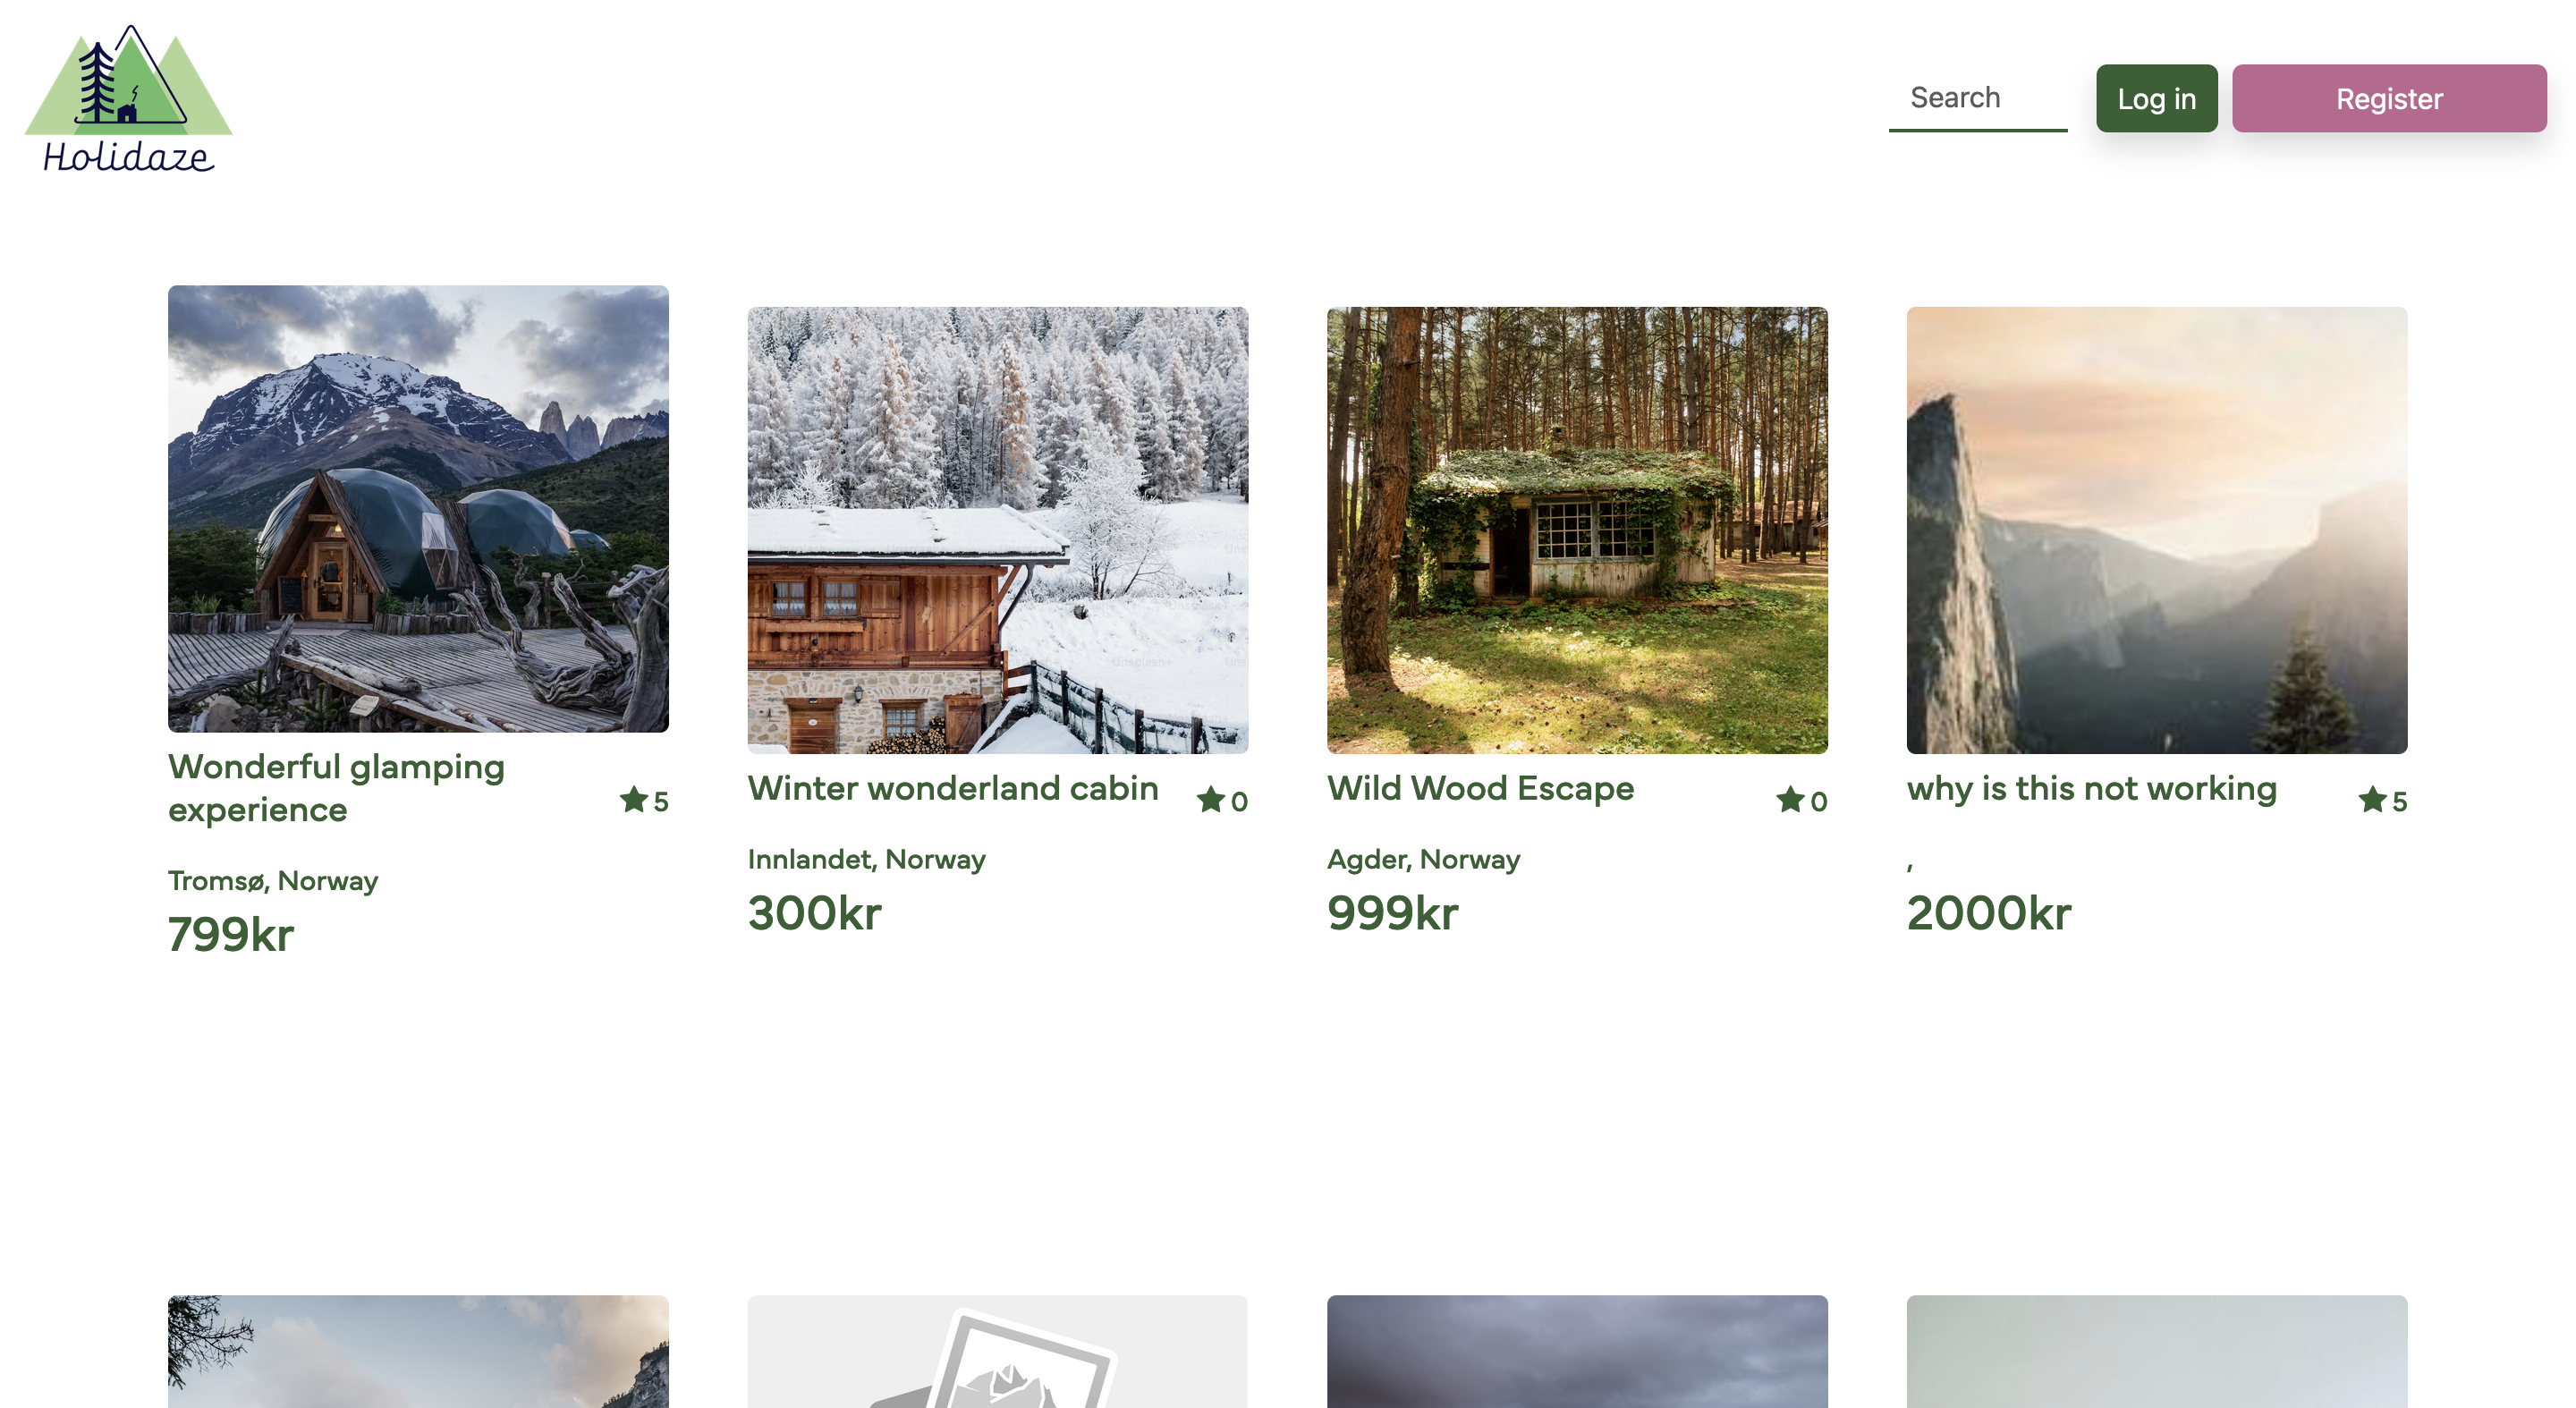 Holidaze
Search
Log in
Register
Wonderful glamping
experience
5
Tromsø, Norway
799kr
Winter wonderland cabin
0
Innlandet, Norway
300kr
Wild Wood Escape
0
Agder, Norway
999kr
why is this not working
5
,
2000kr
Unsplash+